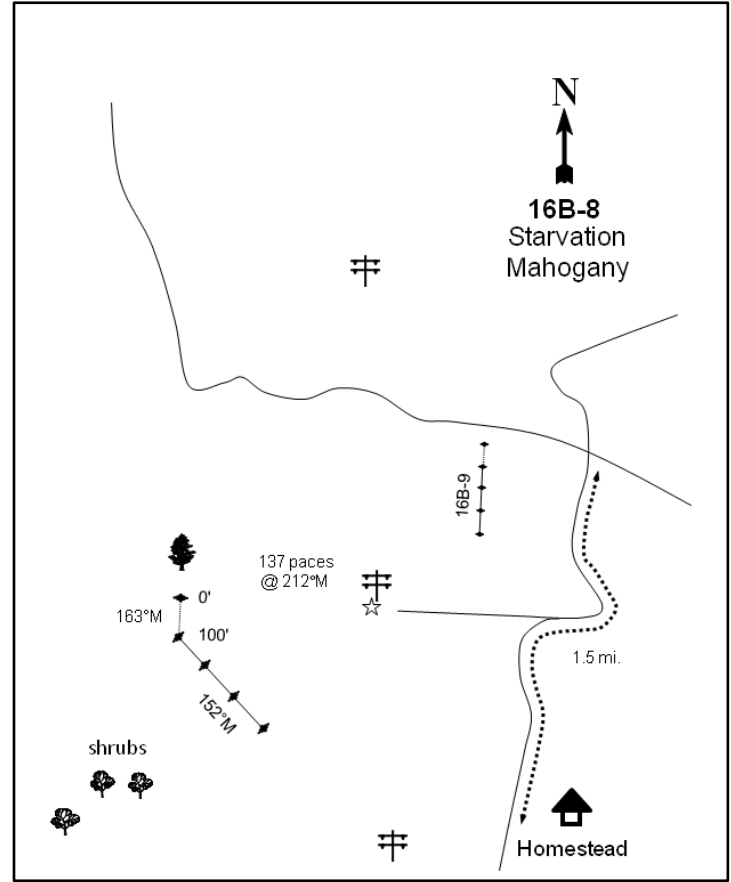 N
16B-8
Starvation
Mahogany
16B-9
137 paces
@ 212°M
0'
163°M
100'
152°M
1.5 mi.
shrubs
Homestead